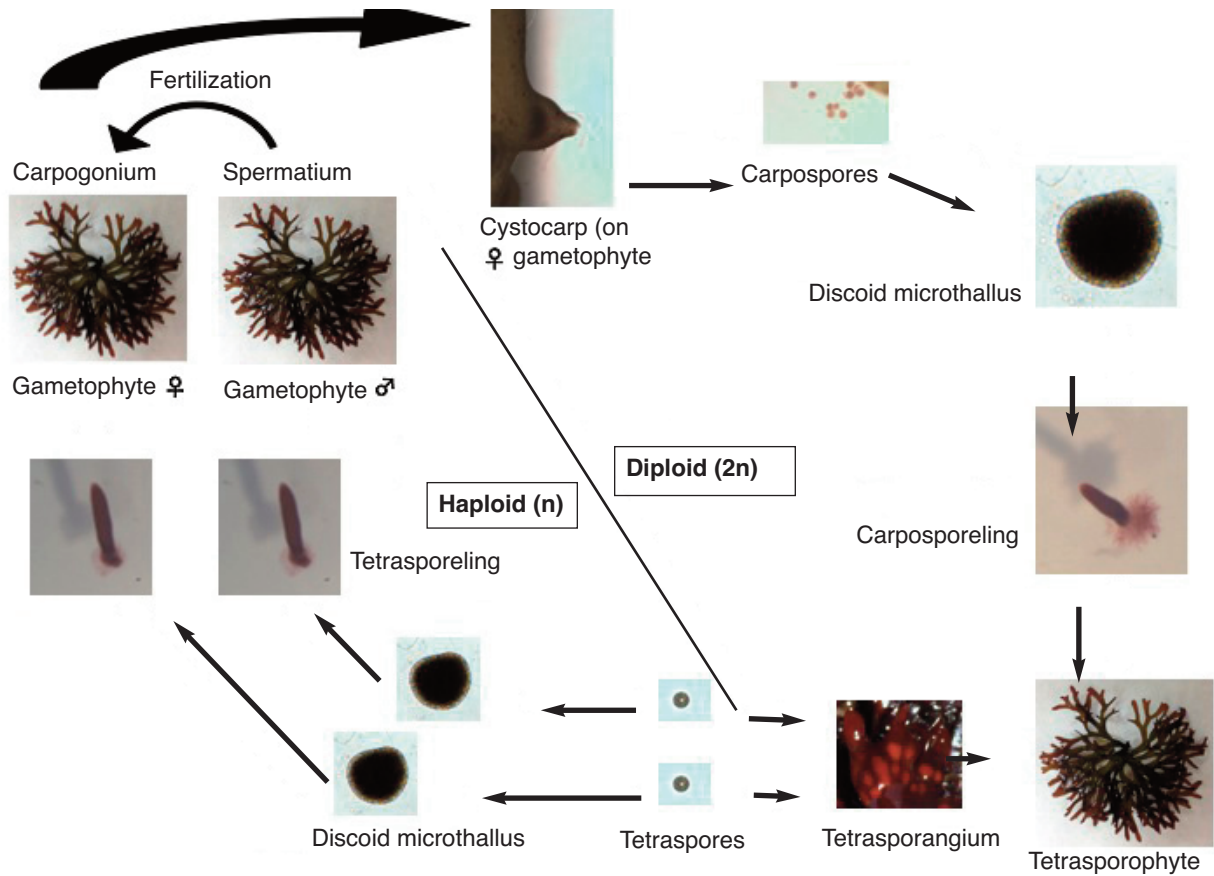 Fertilization
Carpogonium
Spermatium
Gametophyte ♀
Gametophyte ♂
Cystocarp (on
♀ gametophyte
Carpospores
Discoid microthallus
Carposporeling
Diploid (2n)
Haploid (n)
Tetrasporeling
Discoid microthallus
Tetraspores
Tetrasporangium
Tetrasporophyte